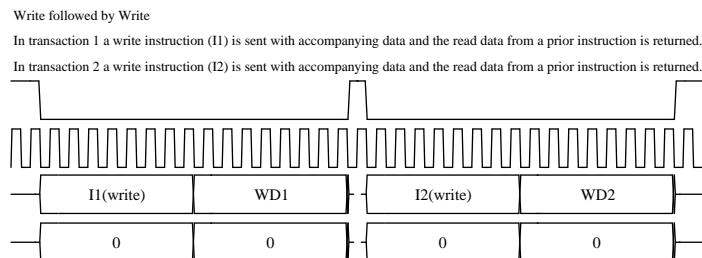 Write followed by Write
In transaction 1 a write instruction (I1) is sent with accompanying data and the read data from a prior instruction is returned.
In transaction 2 a write instruction (I2) is sent with accompanying data and the read data from a prior instruction is returned.
I1(write) WD1 I2(write) WD2
0 0 0 0